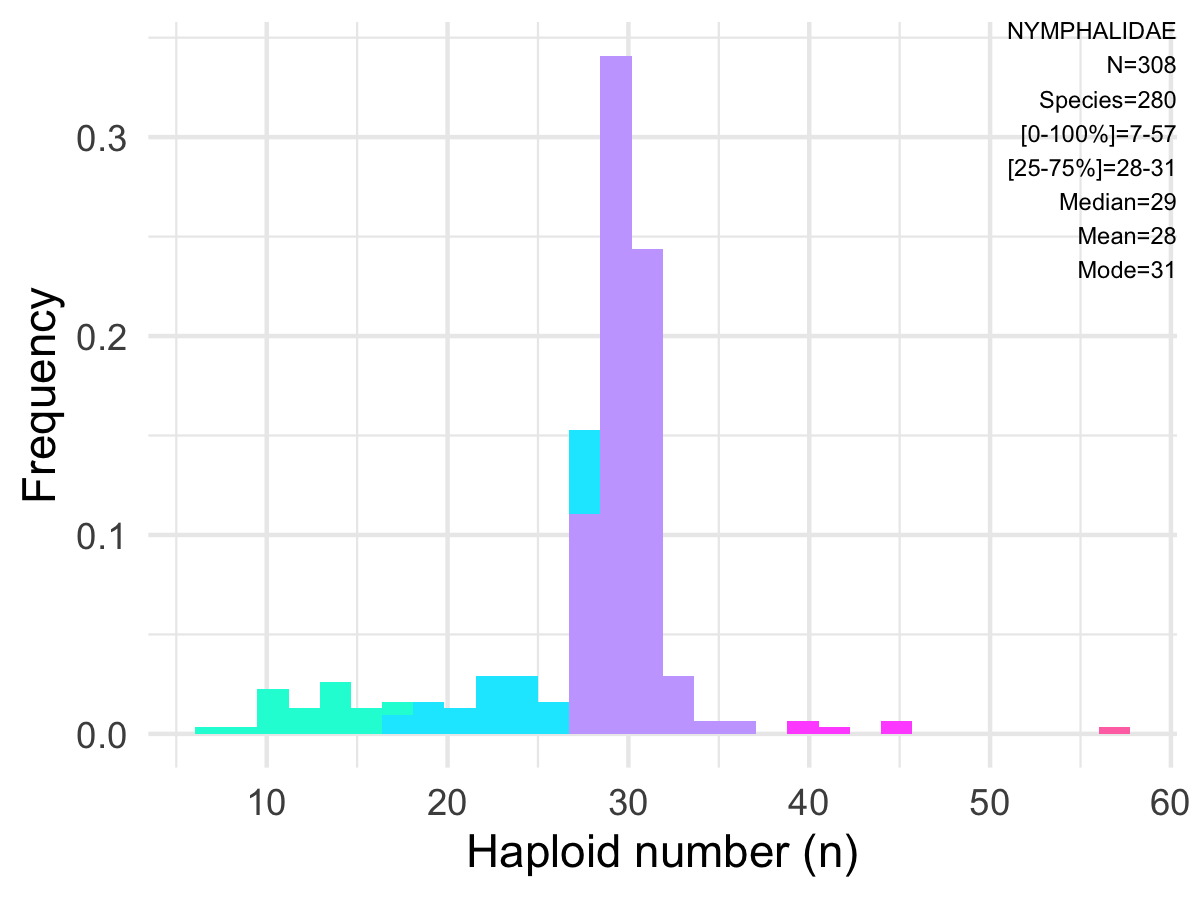 NYMPHALIDAE
N=308
Species=280
[0-100%]=7-57
[25-75%]=28-31
Median=29
Mean=28
Mode=31
Frequency
0.3
0.2
0.1
0.0
10 20 30 40 50 60
Haploid number (n)